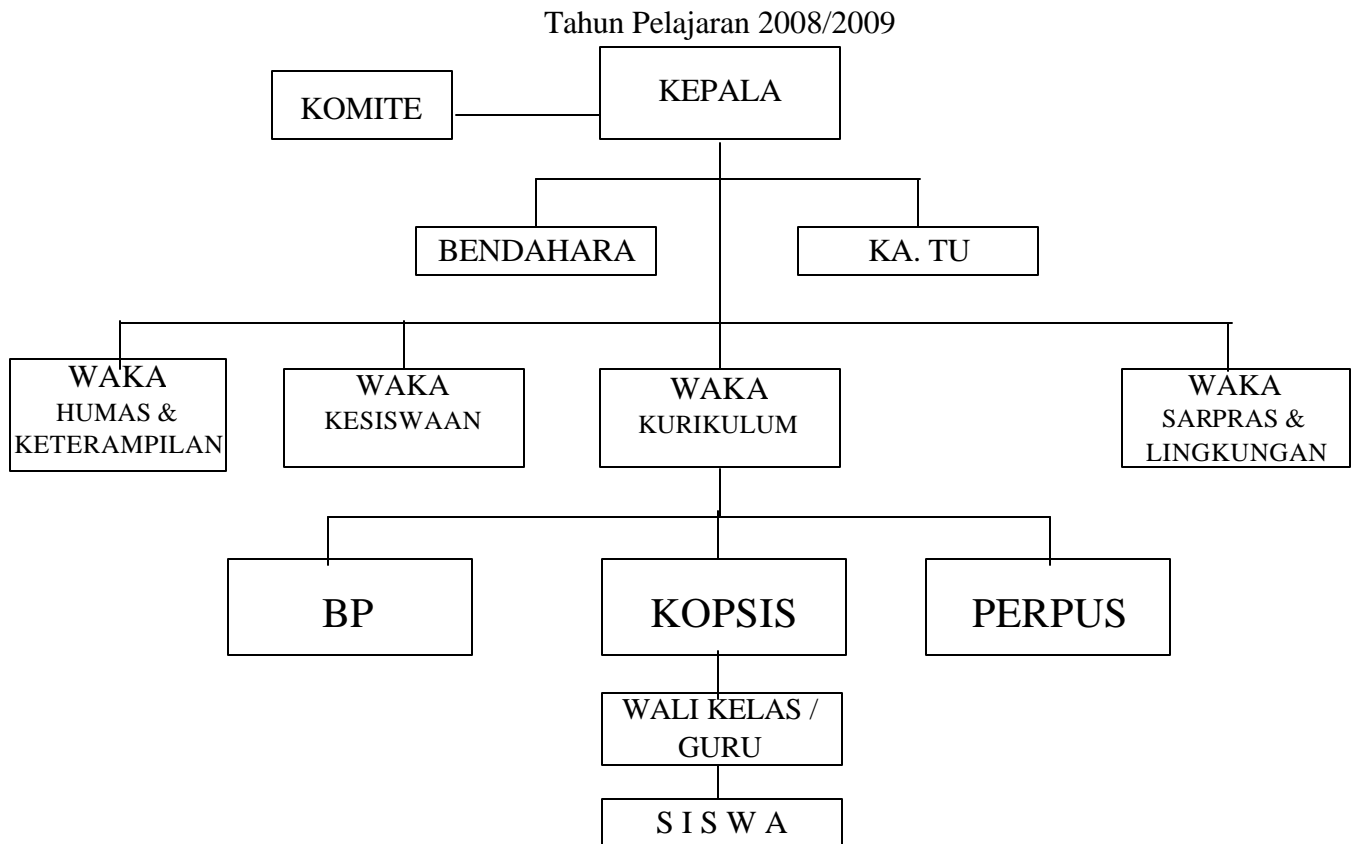 Tahun Pelajaran 2008/2009
KEPALA
KOMITE
BENDAHARA
KA. TU
WAKA
HUMAS &
KETERAMPILAN
WAKA
KESISWAAN
WAKA
KURIKULUM
WAKA
SARPRAS &
LINGKUNGAN
BP
KOPSIS
PERPUS
WALI KELAS /
GURU
S I S W A